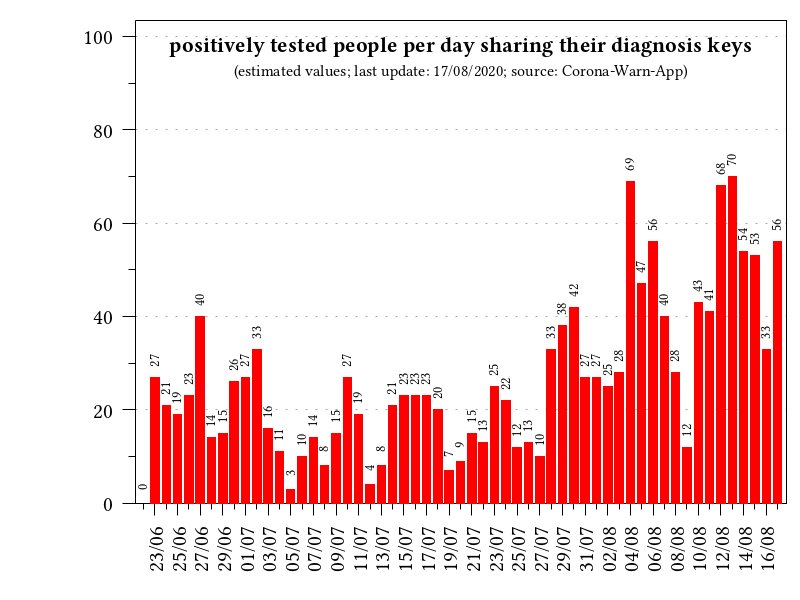 positively tested people per day sharing their diagnosis keys
(estimated values; last update: 17/08/2020; source: Corona-Warn-App)
100
80
60
40
20
0
0 27 21 19 23 40 14 15 26 27 33 16 11 3 10 14 8 15 27 19 4 8 21 23 23 23 20 7 9 15 13 25 22 12 13 10 33 38 42 27 27 25 28 69 47 56 40 28 12 43 41 68 70 54 53 33 56
23/06 25/06 27/06 29/06 01/07 03/07 05/07 07/07 09/07 11/07 13/07 15/07 17/07 19/07 21/07 23/07 25/07 27/07 29/07 31/07 02/08 04/08 06/08 08/08 10/08 12/08 14/08 16/08